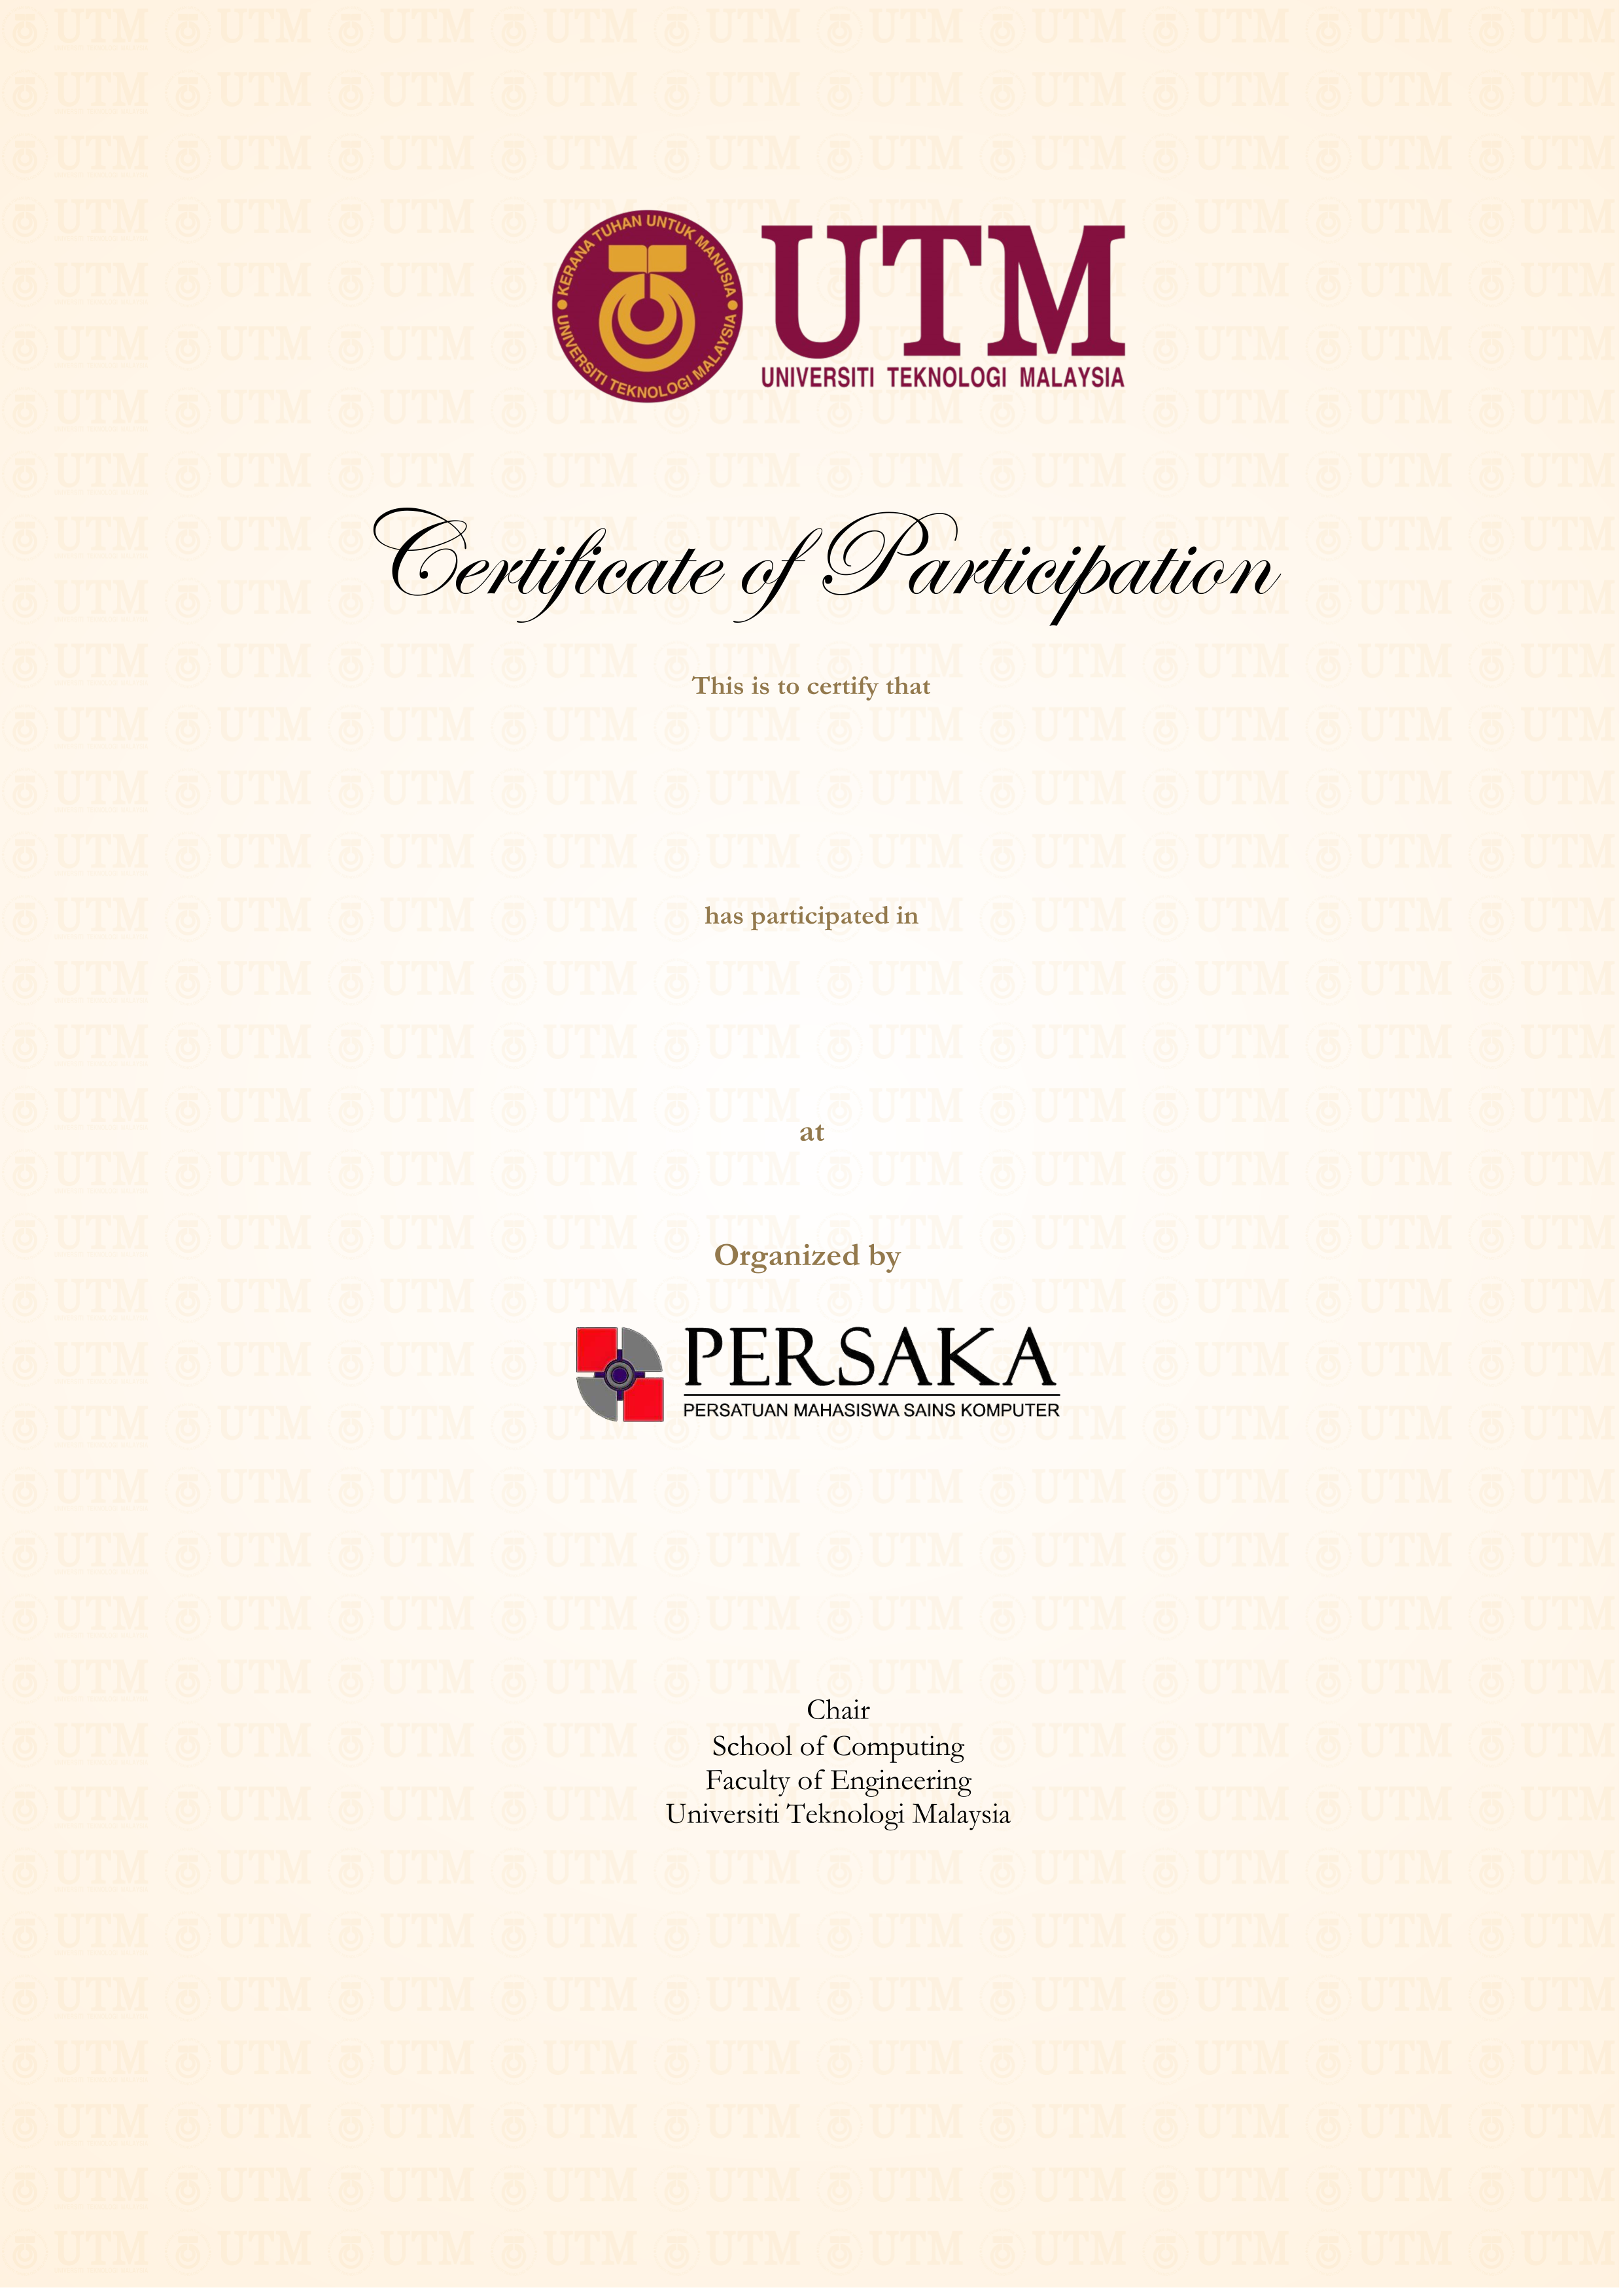 KERANA TUHAN UNTUK MANUSIA
UNIVERSITI TEKNOLOGI MALAYSIA
UTM
UNIVERSITI TEKNOLOGI MALAYSIA
Certificate of Participation
This is to certify that
has participated in
at
Organized by
PERSAKA
PERSATUAN MAHASISWA SAINS KOMPUTER
Chair
School of Computing
Faculty of Engineering
Universiti Teknologi Malaysia